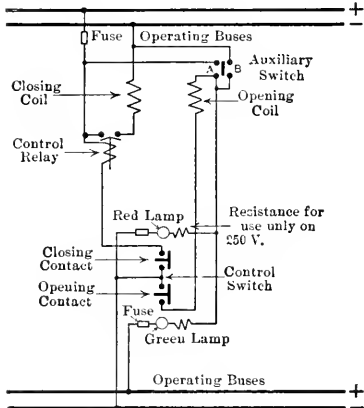 +
Fuse Operating Buses
Auxiliary
Switch
A B
Closing
Coil
Opening
Coil
Control
Relay
Red Lamp
Resistance for
use only on
250 V.
Closing
Contact
Control
Switch
Opening
Contact
Fuse
Green Lamp
Operating Buses
+